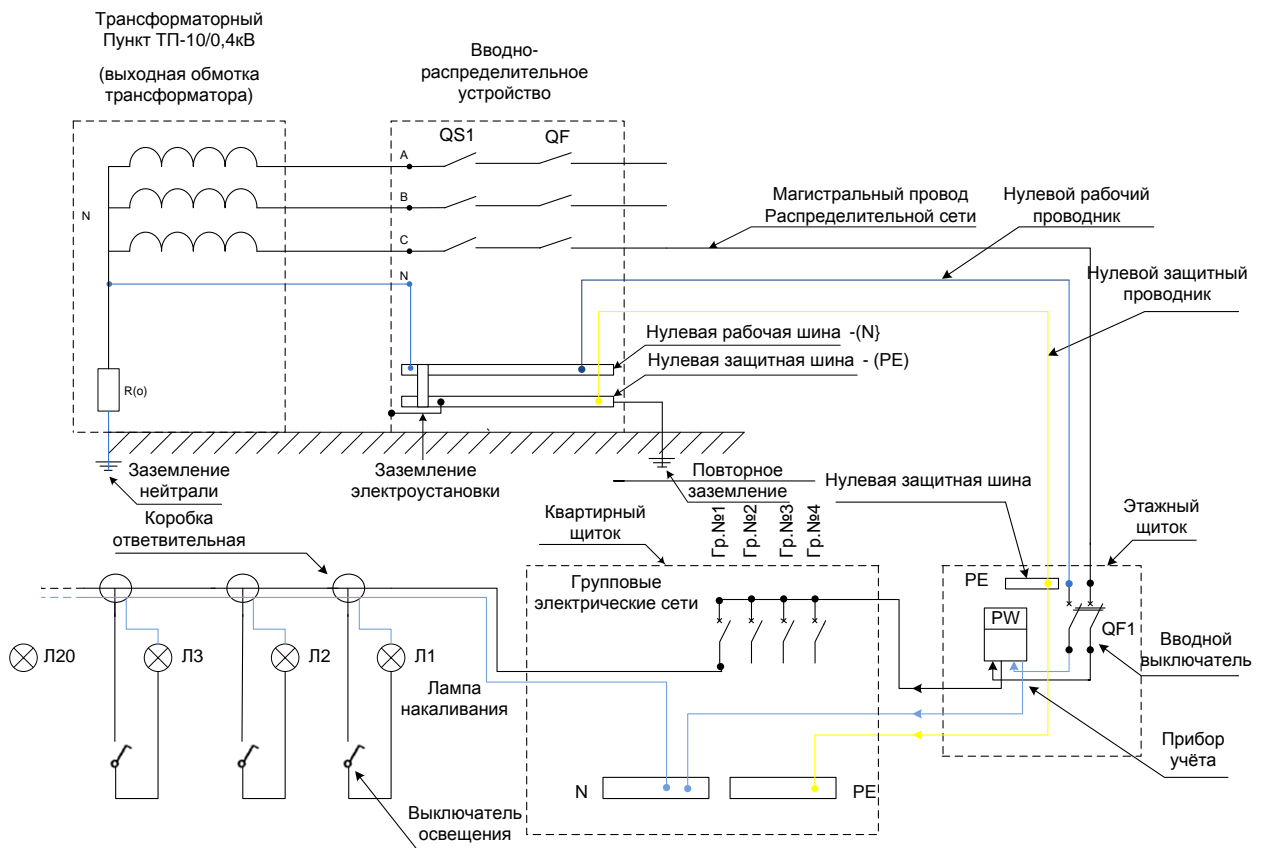 Трансформаторный
Пункт ТП-10/0,4кВ
(выходная обмотка
трансформатора)
Вводно-
распределительное
устройство
QS1
QF
A
B
C
N
N
R(o)
Магистральный провод
Распределительной сети
Нулевой рабочий
проводник
Нулевой защитный
проводник
Нулевая рабочая шина -(N}
Нулевая защитная шина - (PE)
Заземление
нейтрали
Заземление
электроустановки
Повторное
заземление
Нулевая защитная шина
Коробка
ответвительная
Квартирный
щиток
Гр.№1
Гр.№2
Гр.№3
Гр.№4
Этажный
щиток
Групповые
электрические сети
PE
PW
QF1
Вводной
выключатель
Л20
Л3
Л2
Л1
Лампа
накаливания
Прибор
учёта
N
PE
Выключатель
освещения